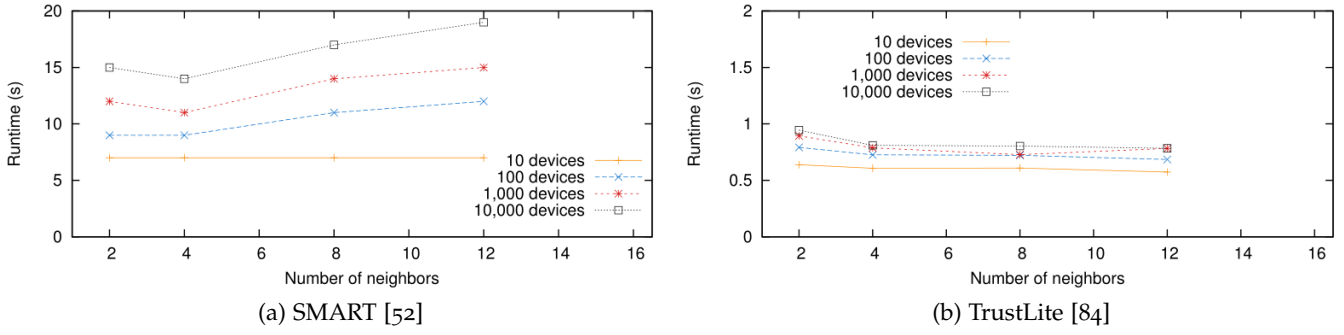 20
15
10
5
0
Runtime (s)
10 devices
100 devices
1,000 devices
10,000 devices
2 4 6 8 10 12 14 16
Number of neighbors
(a) SMART [52]
2
1.5
1
0.5
0
Runtime (s)
10 devices
100 devices
1,000 devices
10,000 devices
2 4 6 8 10 12 14 16
Number of neighbors
(b) TrustLite [84]